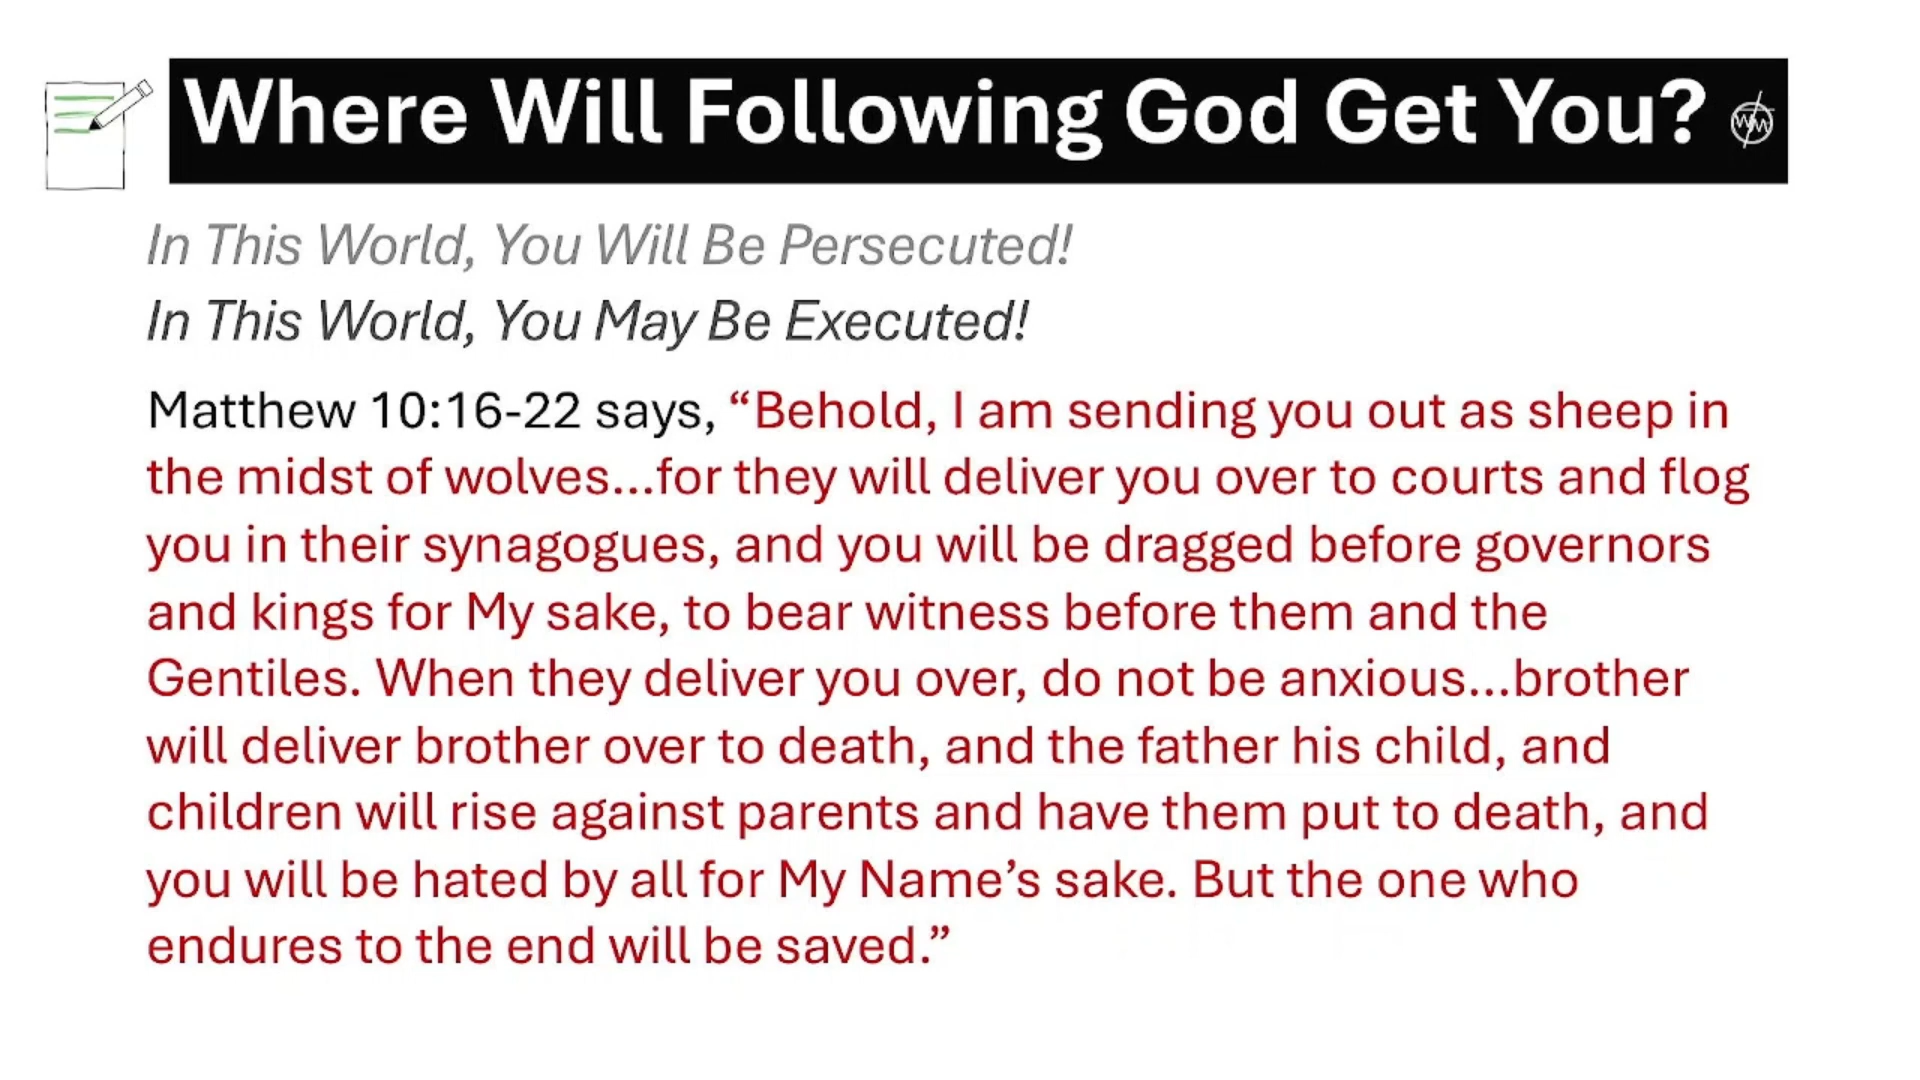 Where Will Following God Get You?
In This World, You Will Be Persecuted!
In This World, You May Be Executed!
Matthew 10:16-22 says, “Behold, I am sending you out as sheep in
the midst of wolves...for they will deliver you over to courts and flog
you in their synagogues, and you will be dragged before governors
and kings for My sake, to bear witness before them and the
Gentiles. When they deliver you over, do not be anxious...brother
will deliver brother over to death, and the father his child, and
children will rise against parents and have them put to death, and
you will be hated by all for My Name’s sake. But the one who
endures to the end will be saved.”